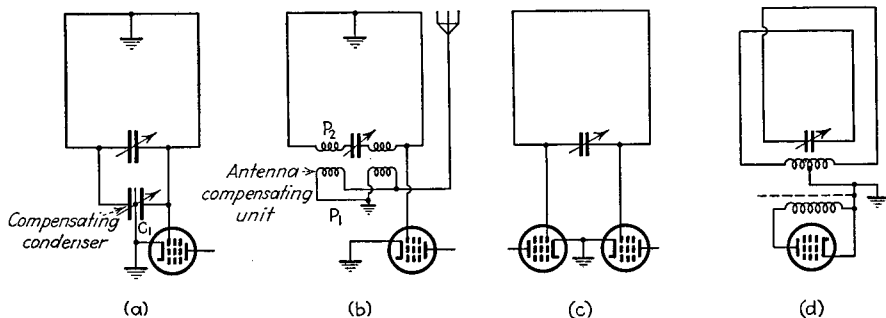 P₂
Antenna
compensating
unit
P₁
Compensating
condenser
C₁
(a)
(b)
(c)
(d)